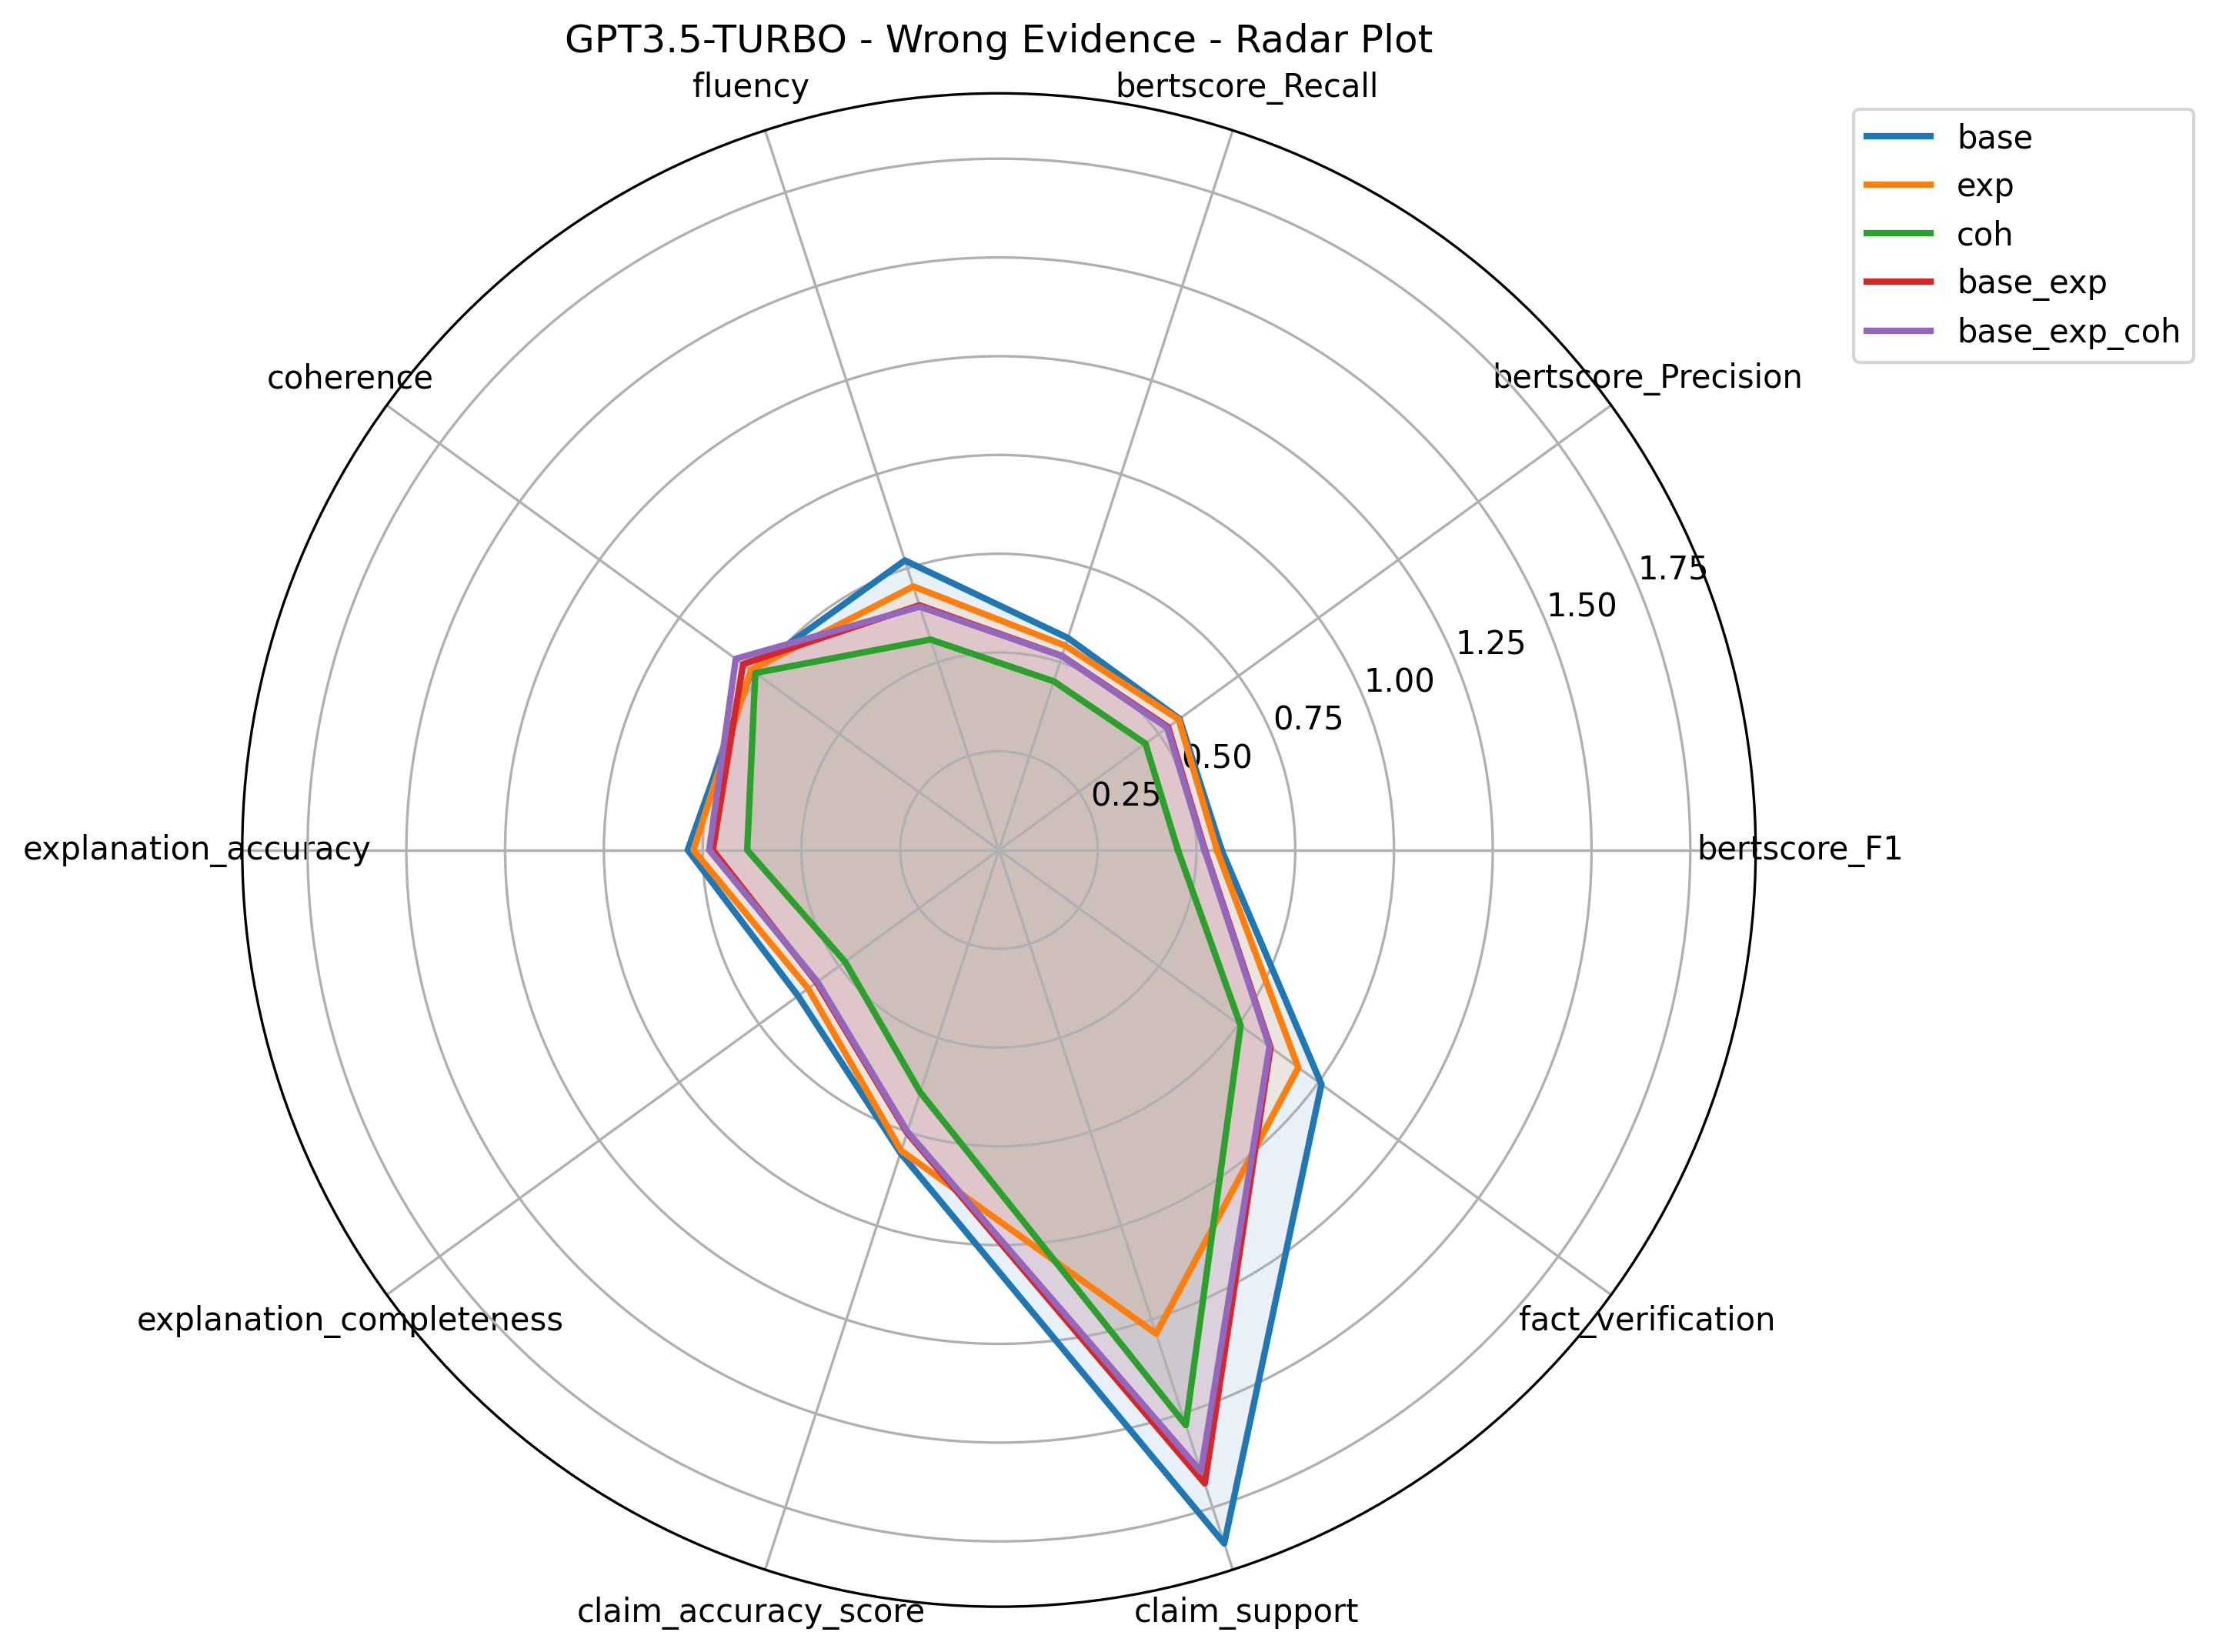 GPT3.5-TURBO - Wrong Evidence - Radar Plot
fluency
bertscore_Recall
base
exp
coh
base_exp
base_exp_coh
coherence
bertscore_Precision
1.75
1.50
1.25
1.00
0.75
0.50
0.25
explanation_accuracy
bertscore_F1
explanation_completeness
fact_verification
claim_accuracy_score
claim_support